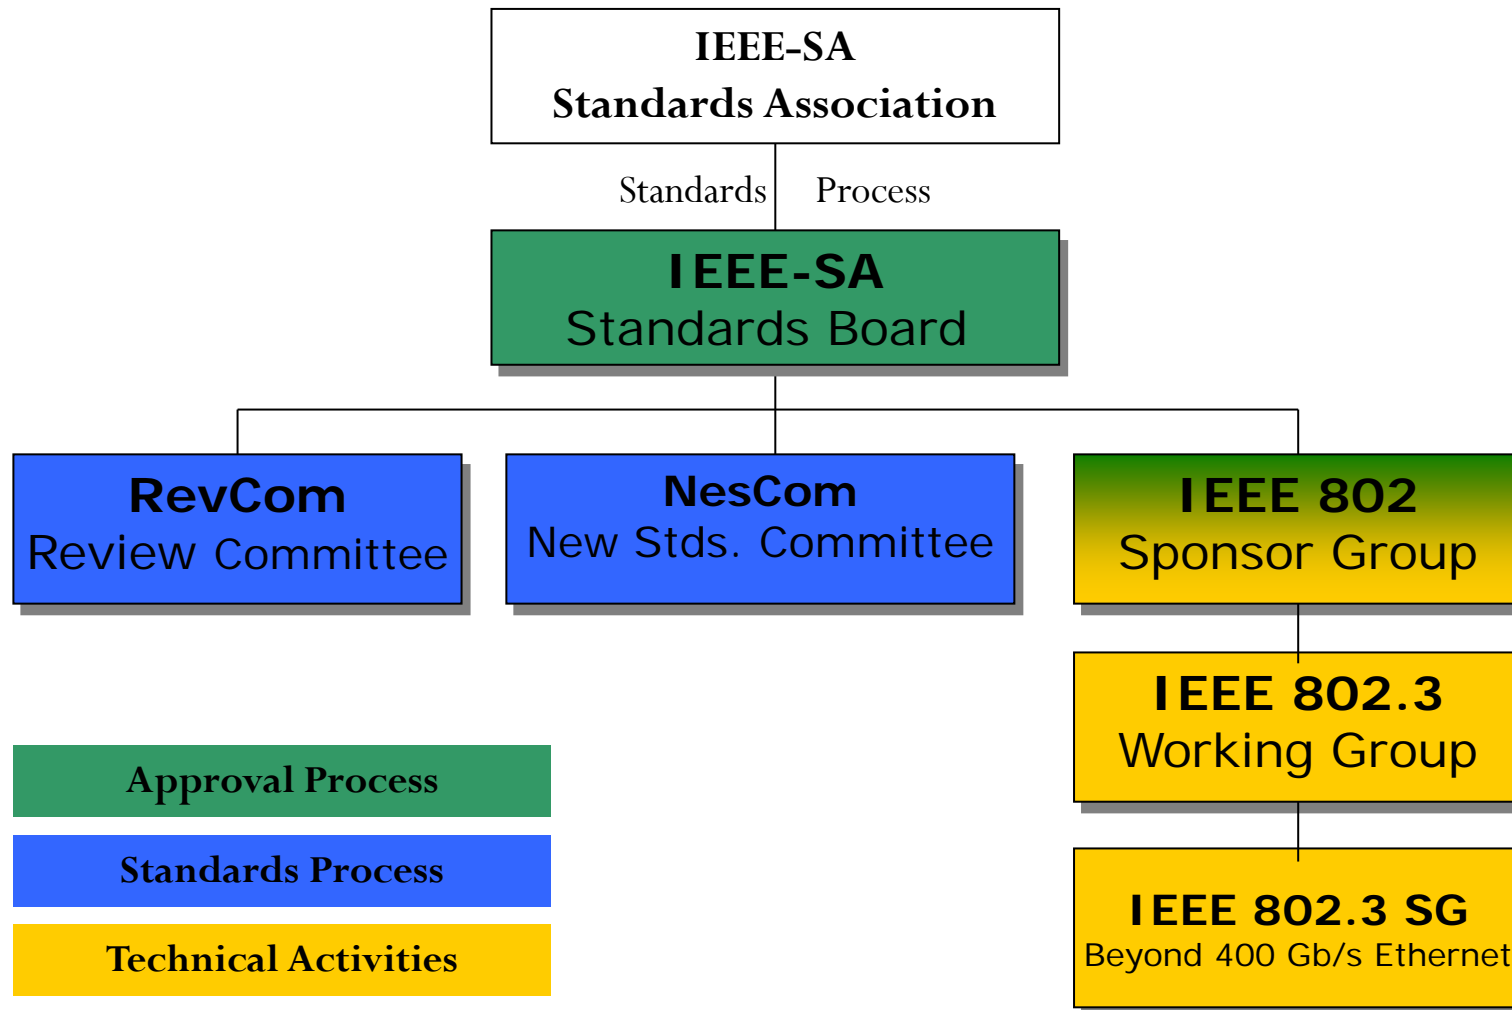 IEEE-SA
Standards Association
Standards Process
IEEE-SA
Standards Board
RevCom
Review Committee
NesCom
New Stds. Committee
IEEE 802
Sponsor Group
IEEE 802.3
Working Group
IEEE 802.3 SG
Beyond 400 Gb/s Ethernet
Approval Process
Standards Process
Technical Activities